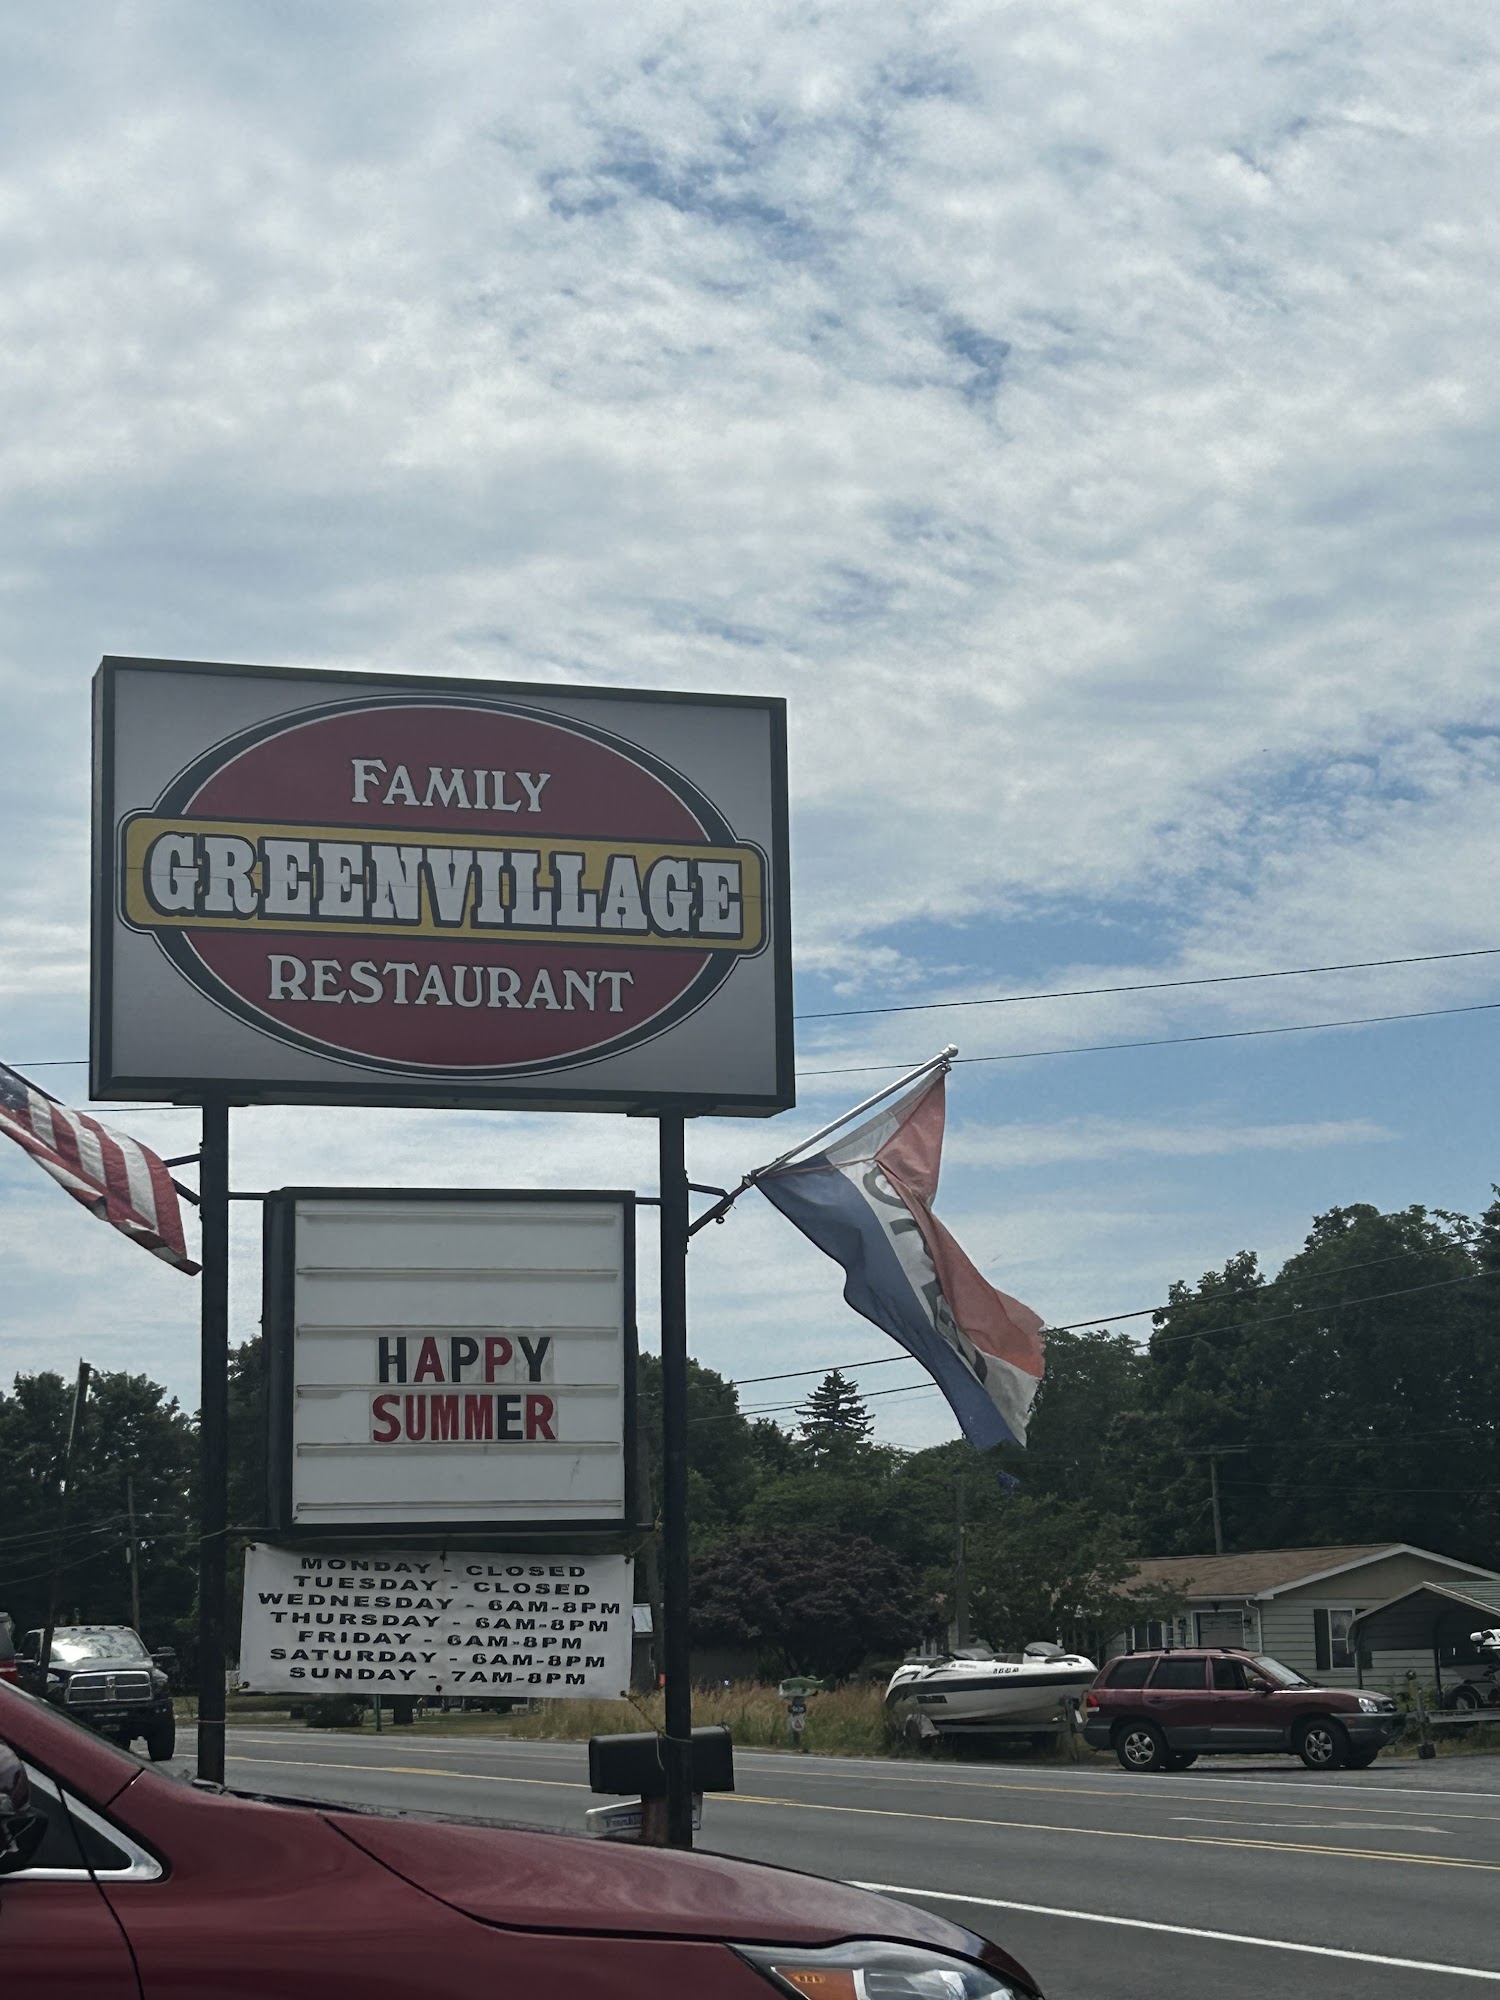 FAMILY
GREENVILLAGE
RESTAURANT
OPEN
HAPPY
SUMMER
MONDAY - CLOSED
TUESDAY - CLOSED
WEDNESDAY - 6AM-8PM
THURSDAY - 6AM-8PM
FRIDAY - 6AM-8PM
SATURDAY - 6AM-8PM
SUNDAY - 7AM-8PM